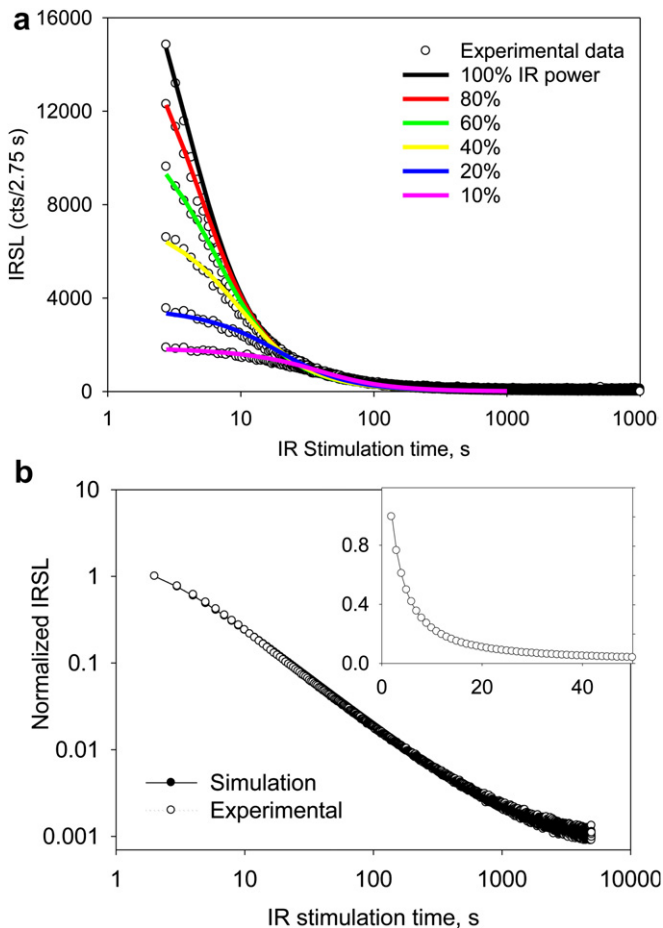 a
16000
12000
8000
4000
0
IRSL (cts/2.75 s)
Experimental data
100% IR power
80%
60%
40%
20%
10%
1 10 100 1000 1000
IR Stimulation time, s
b
10
1
0.1
0.01
0.001
Normalized IRSL
0.8
0.4
0.0
0 20 40
Simulation
Experimental
1 10 100 1000 10000
IR stimulation time, s